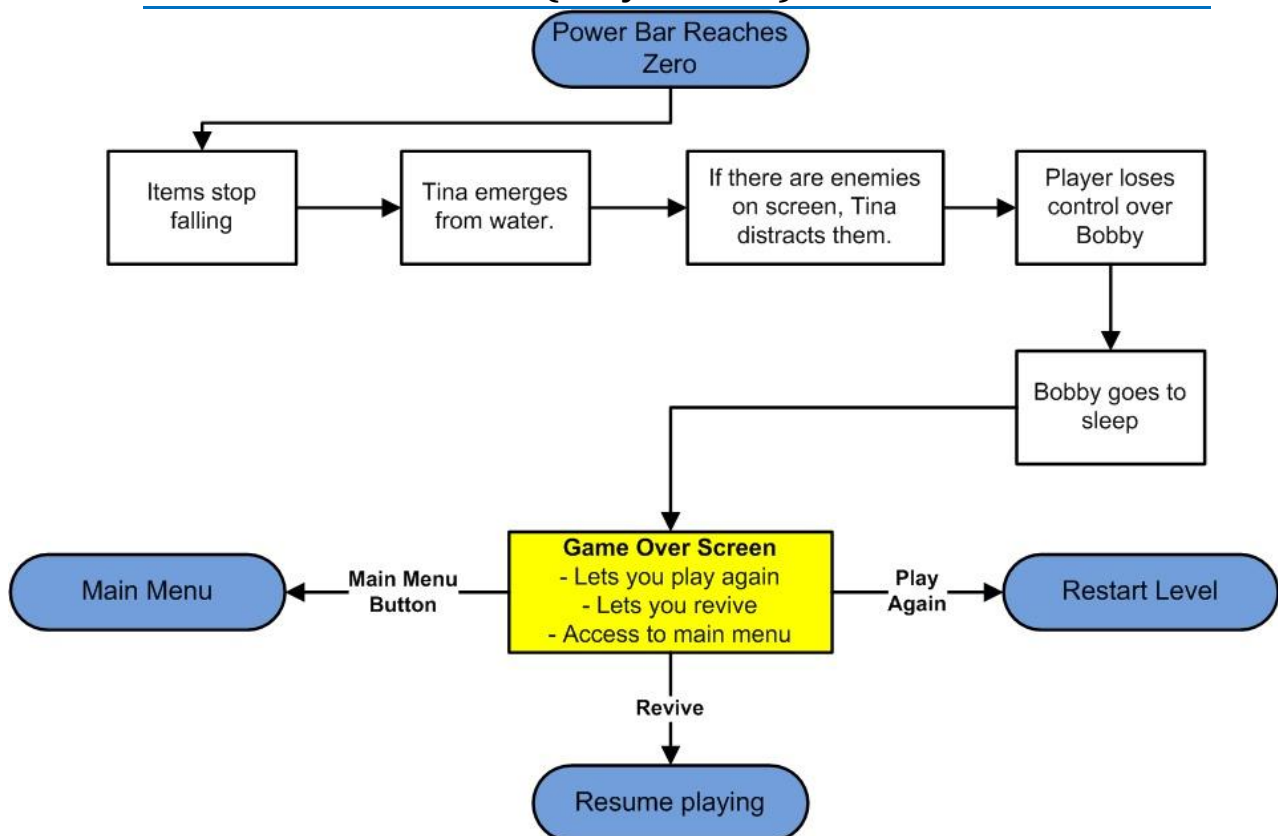 Power Bar Reaches
Zero
Items stop
falling
Tina emerges
from water.
If there are enemies
on screen, Tina
distracts them.
Player loses
control over
Bobby
Bobby goes to
sleep
Game Over Screen
- Lets you play again
- Lets you revive
- Access to main menu
Main Menu
Button
Main Menu
Play
Again
Restart Level
Revive
Resume playing